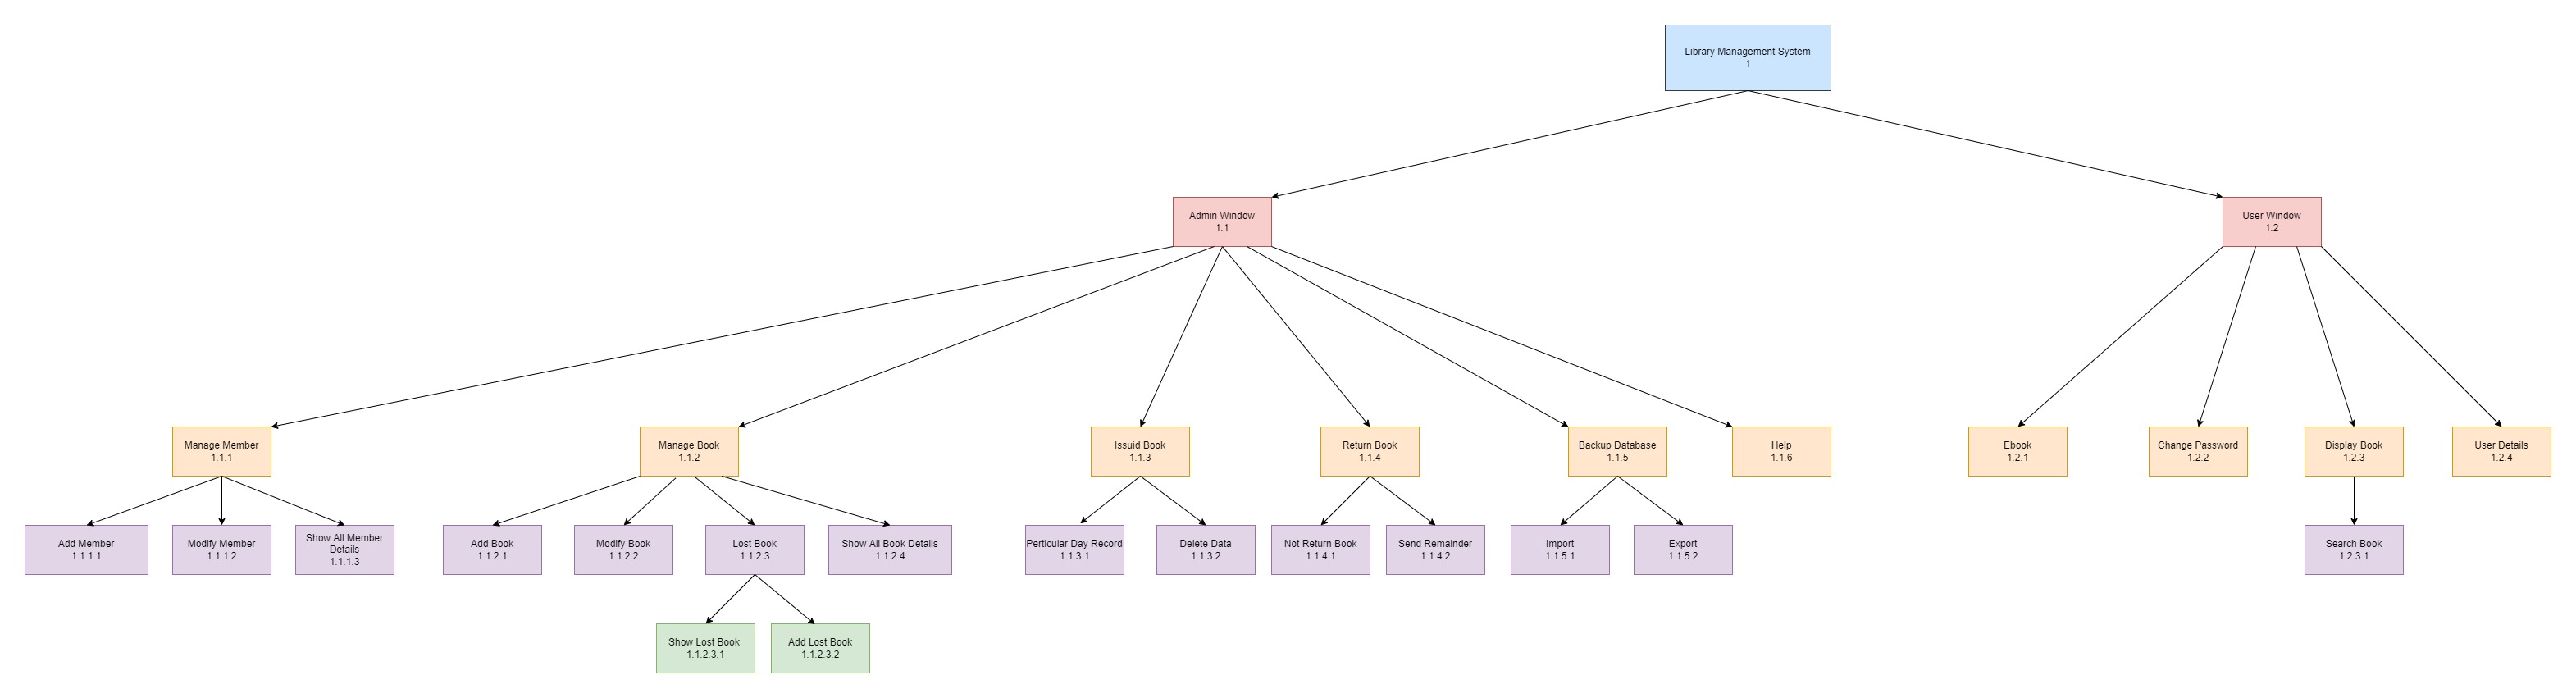 Library Management System
1
Admin Window
1.1
User Window
1.2
Manage Member
1.1.1
Manage Book
1.1.2
Issuid Book
1.1.3
Return Book
1.1.4
Backup Database
1.1.5
Help
1.1.6
Ebook
1.2.1
Change Password
1.2.2
Display Book
1.2.3
User Details
1.2.4
Add Member
1.1.1.1
Modify Member
1.1.1.2
Show All Member
Details
1.1.1.3
Add Book
1.1.2.1
Modify Book
1.1.2.2
Lost Book
1.1.2.3
Show All Book Details
1.1.2.4
Perticular Day Record
1.1.3.1
Delete Data
1.1.3.2
Not Return Book
1.1.4.1
Send Remainder
1.1.4.2
Import
1.1.5.1
Export
1.1.5.2
Search Book
1.2.3.1
Show Lost Book
1.1.2.3.1
Add Lost Book
1.1.2.3.2